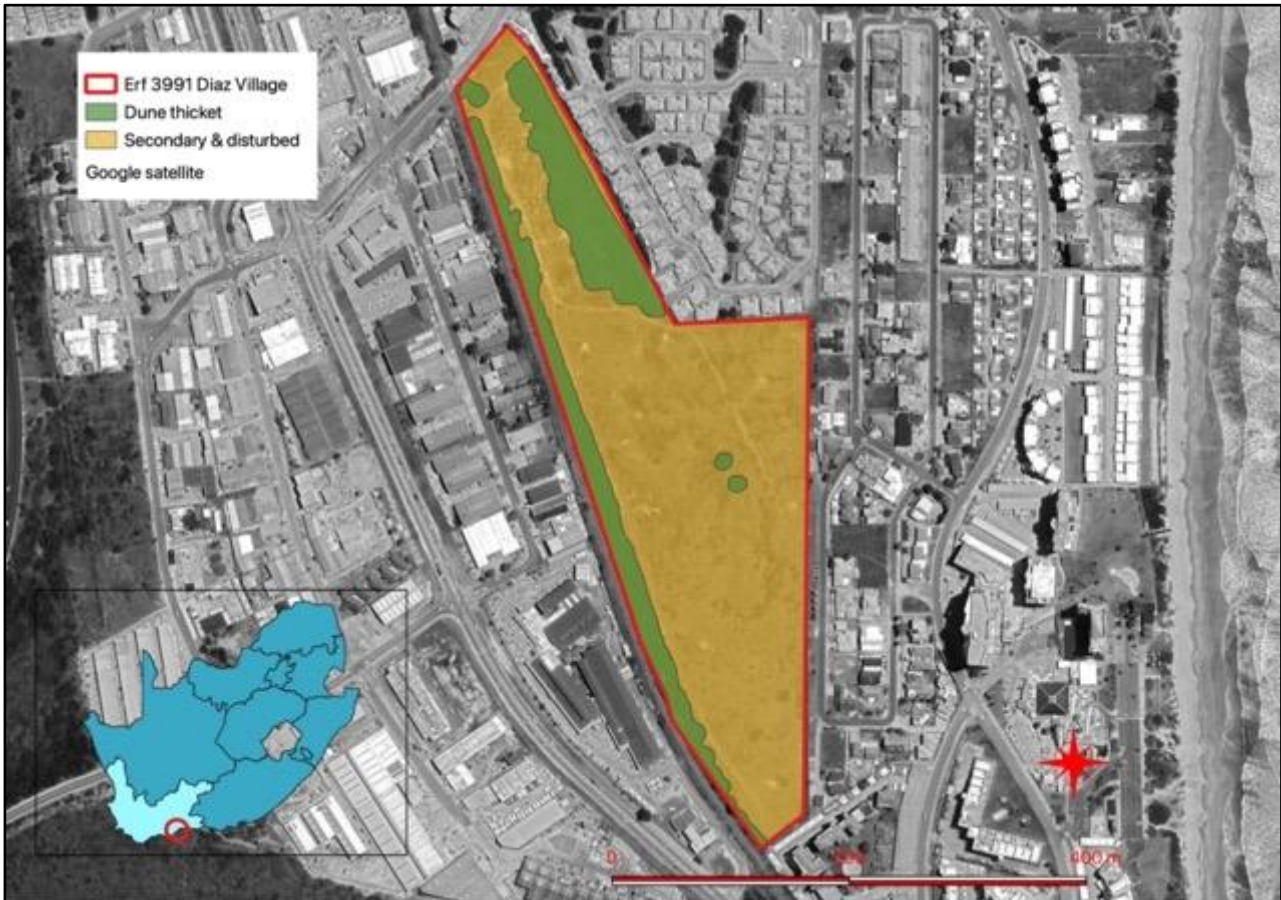 Erf 3991 Diaz Village
Dune thicket
Secondary & disturbed
Google satellite
0
400 m